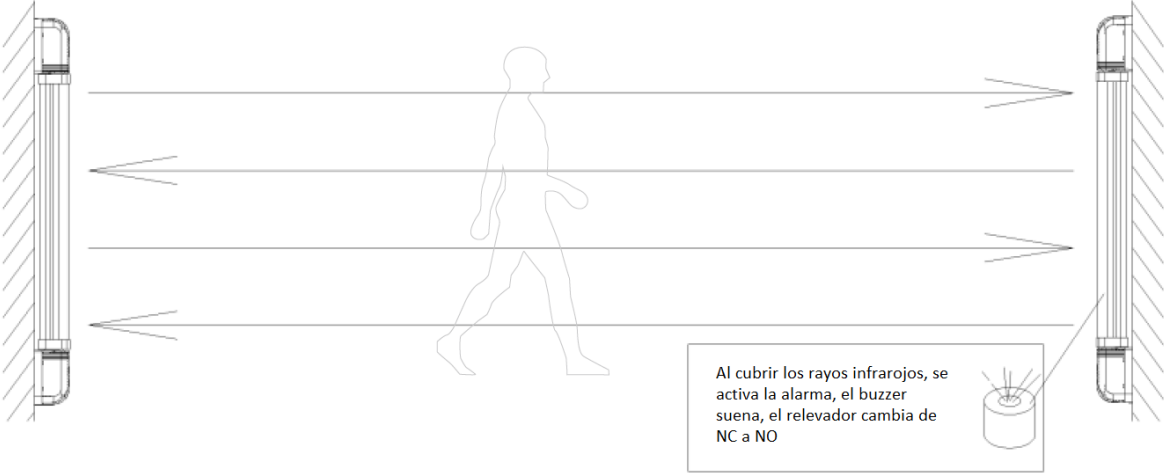 Al cubrir los rayos infrarojos, se
activa la alarma, el buzzer
suena, el relevador cambia de
NC a NO